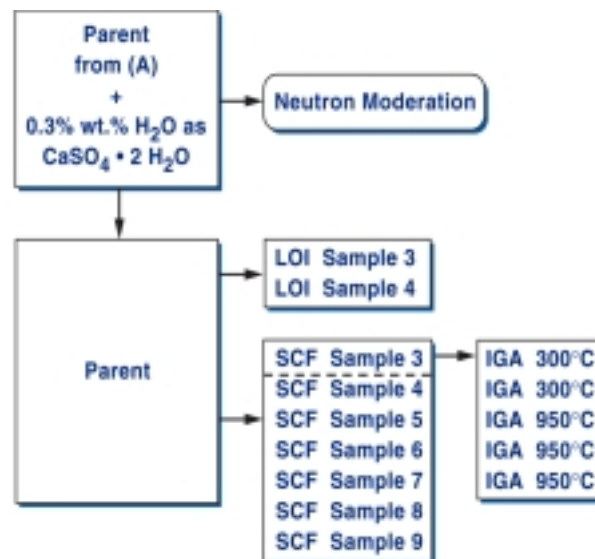 Parent
from (A)
+
0.3% wt.% H₂O as
CaSO₄ • 2 H₂O
Neutron Moderation
Parent
LOI Sample 3
LOI Sample 4
SCF Sample 3
SCF Sample 4
SCF Sample 5
SCF Sample 6
SCF Sample 7
SCF Sample 8
SCF Sample 9
IGA 300°C
IGA 300°C
IGA 950°C
IGA 950°C
IGA 950°C